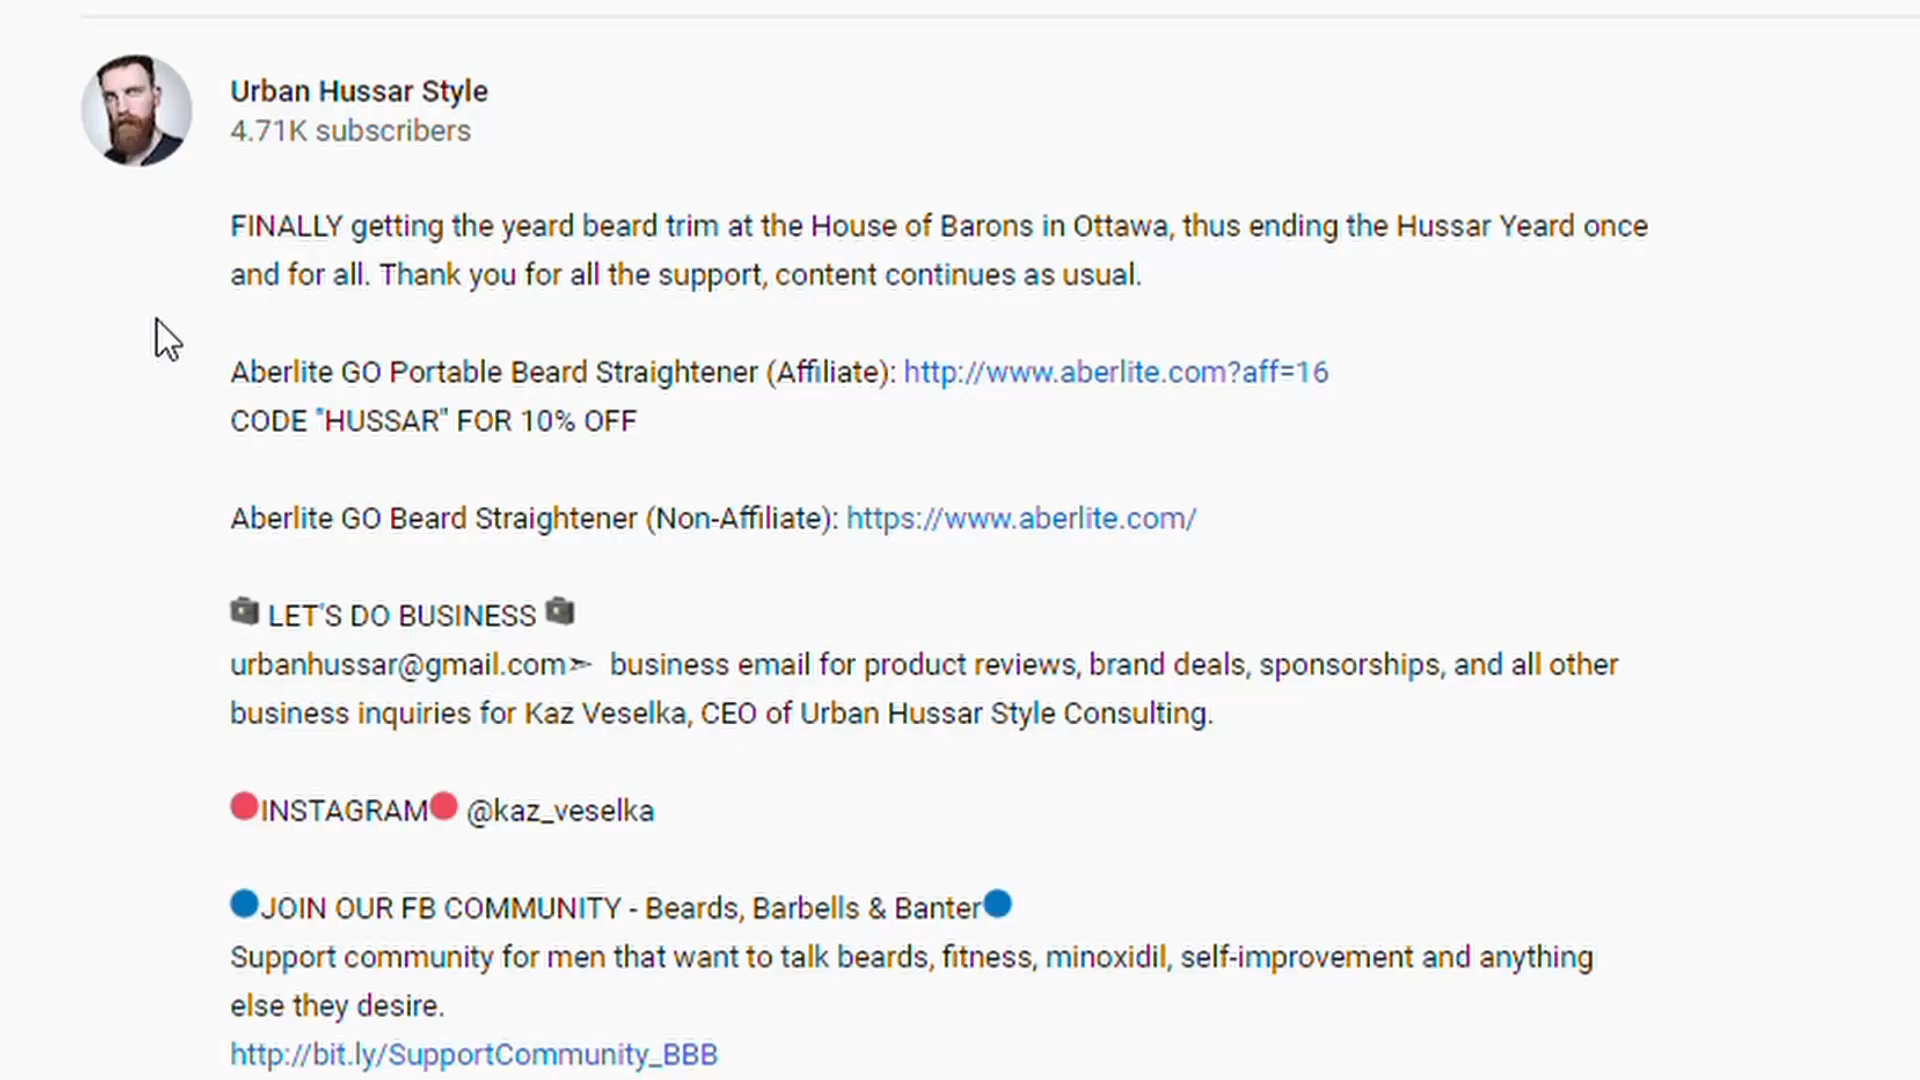 Urban Hussar Style
4.71K subscribers
FINALLY getting the yeard beard trim at the House of Barons in Ottawa, thus ending the Hussar Yeard once
and for all. Thank you for all the support, content continues as usual.
Aberlite GO Portable Beard Straightener (Affiliate): http://www.aberlite.com?aff=16
CODE "HUSSAR" FOR 10% OFF
Aberlite GO Beard Straightener (Non-Affiliate): https://www.aberlite.com/
💼 LET'S DO BUSINESS 💼
urbanhussar@gmail.com➣ business email for product reviews, brand deals, sponsorships, and all other
business inquiries for Kaz Veselka, CEO of Urban Hussar Style Consulting.
🔴INSTAGRAM🔴 @kaz_veselka
🔵JOIN OUR FB COMMUNITY - Beards, Barbells & Banter🔵
Support community for men that want to talk beards, fitness, minoxidil, self-improvement and anything
else they desire.
http://bit.ly/SupportCommunity_BBB